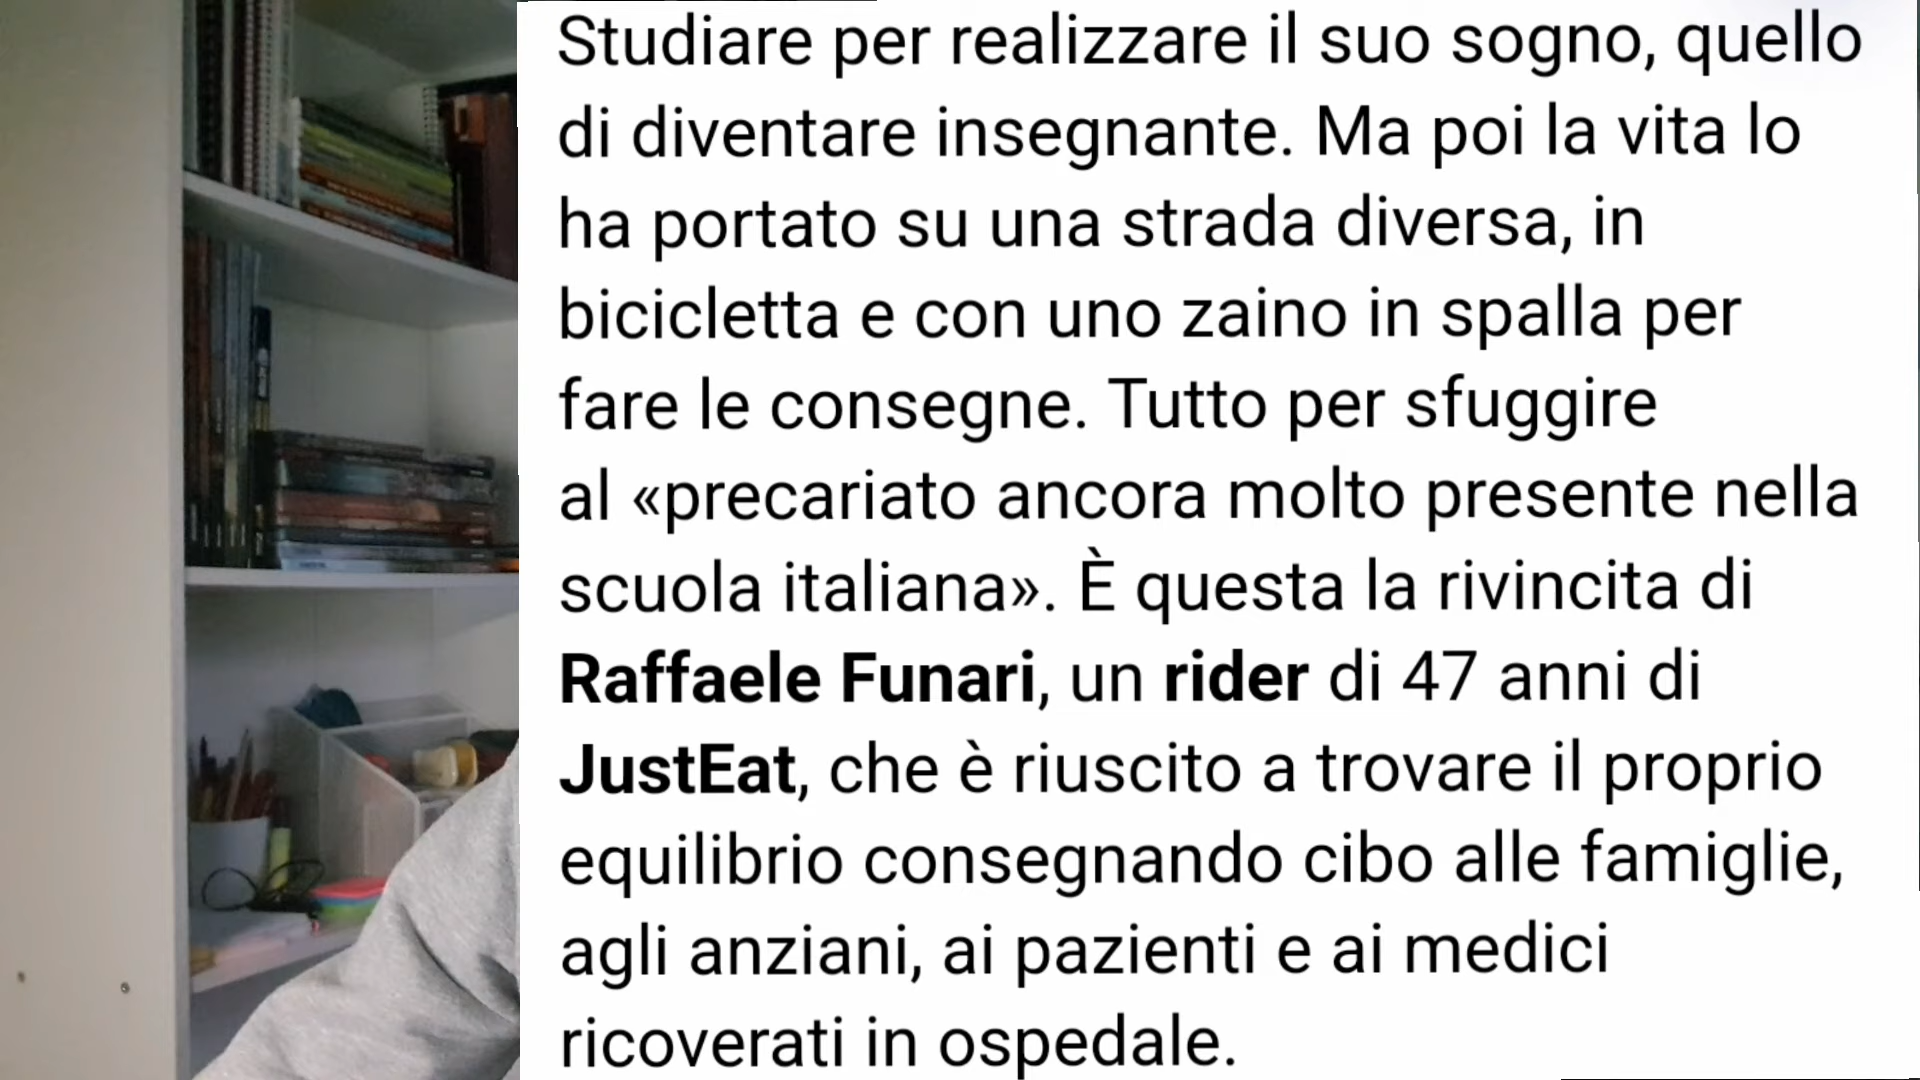 Studiare per realizzare il suo sogno, quello
di diventare insegnante. Ma poi la vita lo
ha portato su una strada diversa, in
bicicletta e con uno zaino in spalla per
fare le consegne. Tutto per sfuggire
al «precariato ancora molto presente nella
scuola italiana». È questa la rivincita di
Raffaele Funari, un rider di 47 anni di
JustEat, che è riuscito a trovare il proprio
equilibrio consegnando cibo alle famiglie,
agli anziani, ai pazienti e ai medici
ricoverati in ospedale.